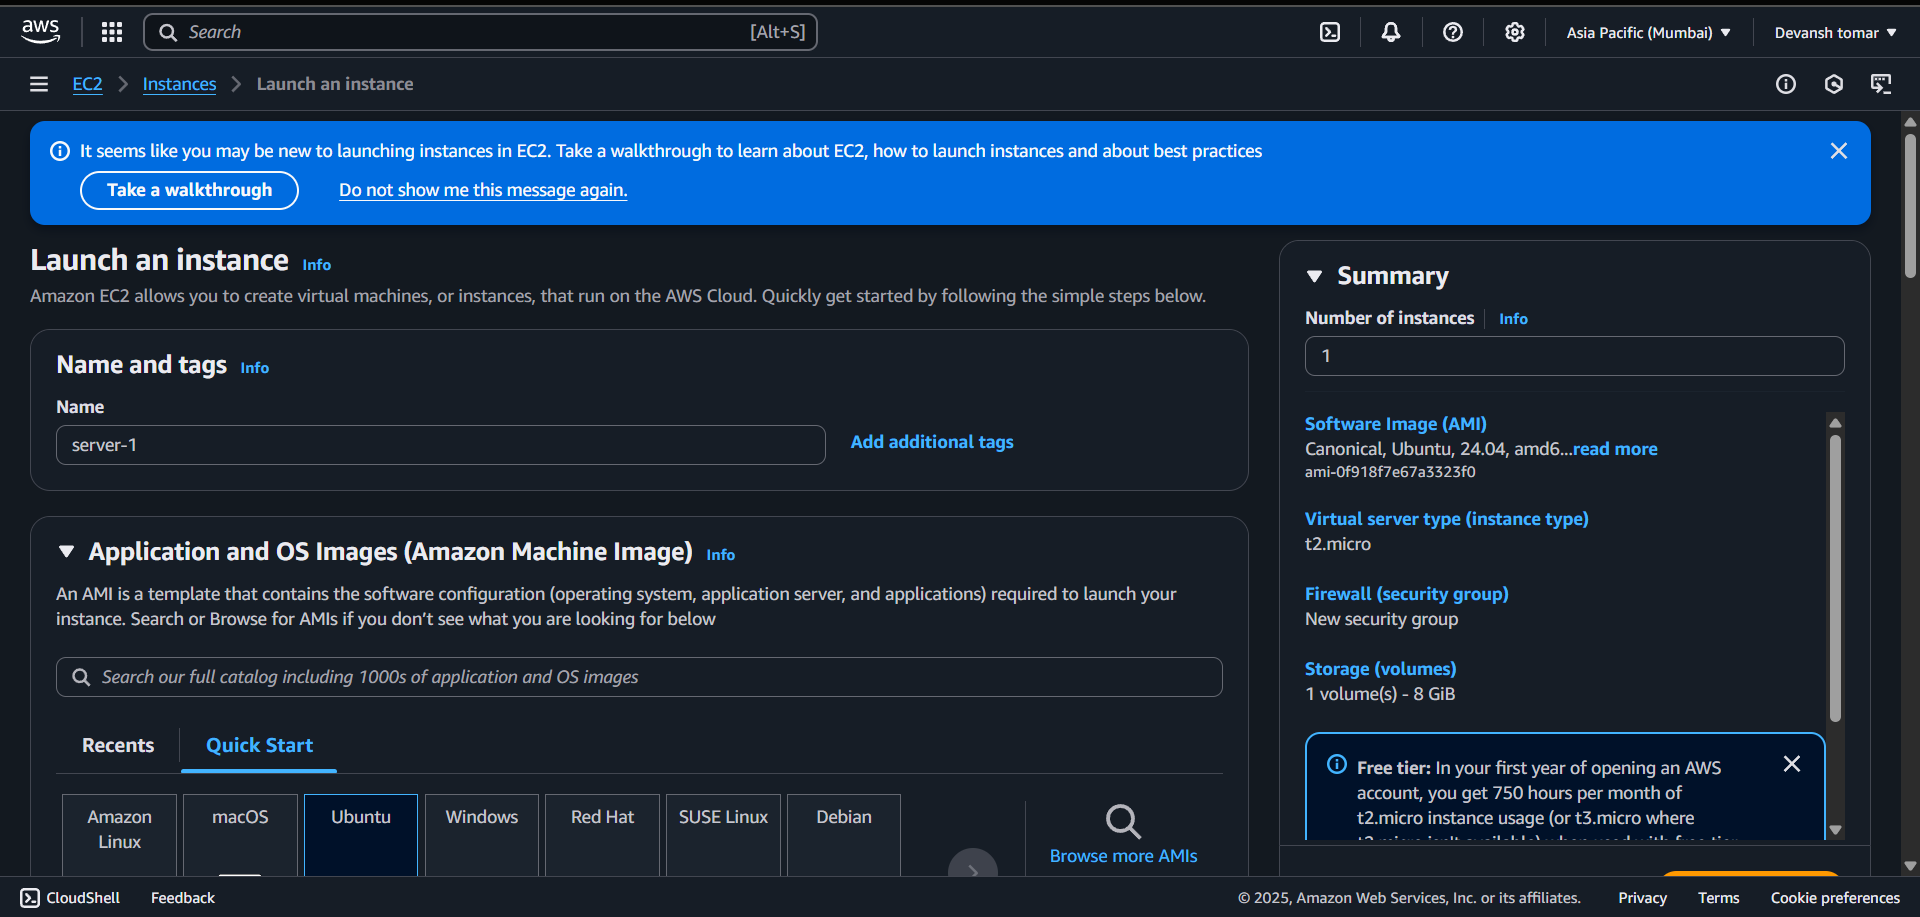 aws
Search
[Alt+S]
Asia Pacific (Mumbai)
Devansh tomar
EC2
Instances
Launch an instance
It seems like you may be new to launching instances in EC2. Take a walkthrough to learn about EC2, how to launch instances and about best practices
Take a walkthrough
Do not show me this message again.
Launch an instance Info
Amazon EC2 allows you to create virtual machines, or instances, that run on the AWS Cloud. Quickly get started by following the simple steps below.
Name and tags Info
Name
server-1
Add additional tags
Application and OS Images (Amazon Machine Image) Info
An AMI is a template that contains the software configuration (operating system, application server, and applications) required to launch your
instance. Search or Browse for AMIs if you don’t see what you are looking for below
Search our full catalog including 1000s of application and OS images
Recents
Quick Start
Amazon
Linux
macOS
Ubuntu
Windows
Red Hat
SUSE Linux
Debian
Browse more AMIs
Summary
Number of instances Info
1
Software Image (AMI)
Canonical, Ubuntu, 24.04, amd6...read more
ami-0f918f7e67a3323f0
Virtual server type (instance type)
t2.micro
Firewall (security group)
New security group
Storage (volumes)
1 volume(s) - 8 GiB
Free tier: In your first year of opening an AWS
account, you get 750 hours per month of
t2.micro instance usage (or t3.micro where
t2.micro isn't available) when used with free tier
CloudShell
Feedback
© 2025, Amazon Web Services, Inc. or its affiliates.
Privacy
Terms
Cookie preferences